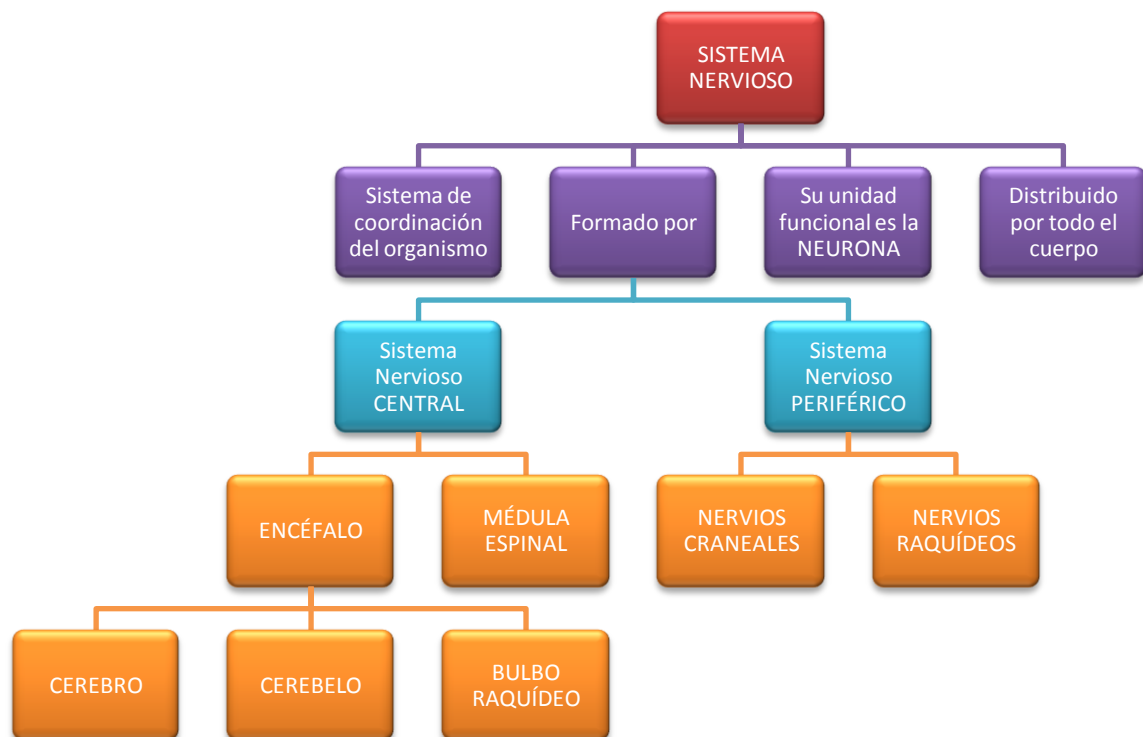 SISTEMA
NERVIOSO
Sistema de
coordinación
del organismo
Formado por
Su unidad
funcional es la
NEURONA
Distribuido
por todo el
cuerpo
Sistema
Nervioso
CENTRAL
Sistema
Nervioso
PERIFÉRICO
ENCÉFALO
MÉDULA
ESPINAL
NERVIOS
CRANEALES
NERVIOS
RAQUÍDEOS
CEREBRO
CEREBELO
BULBO
RAQUÍDEO